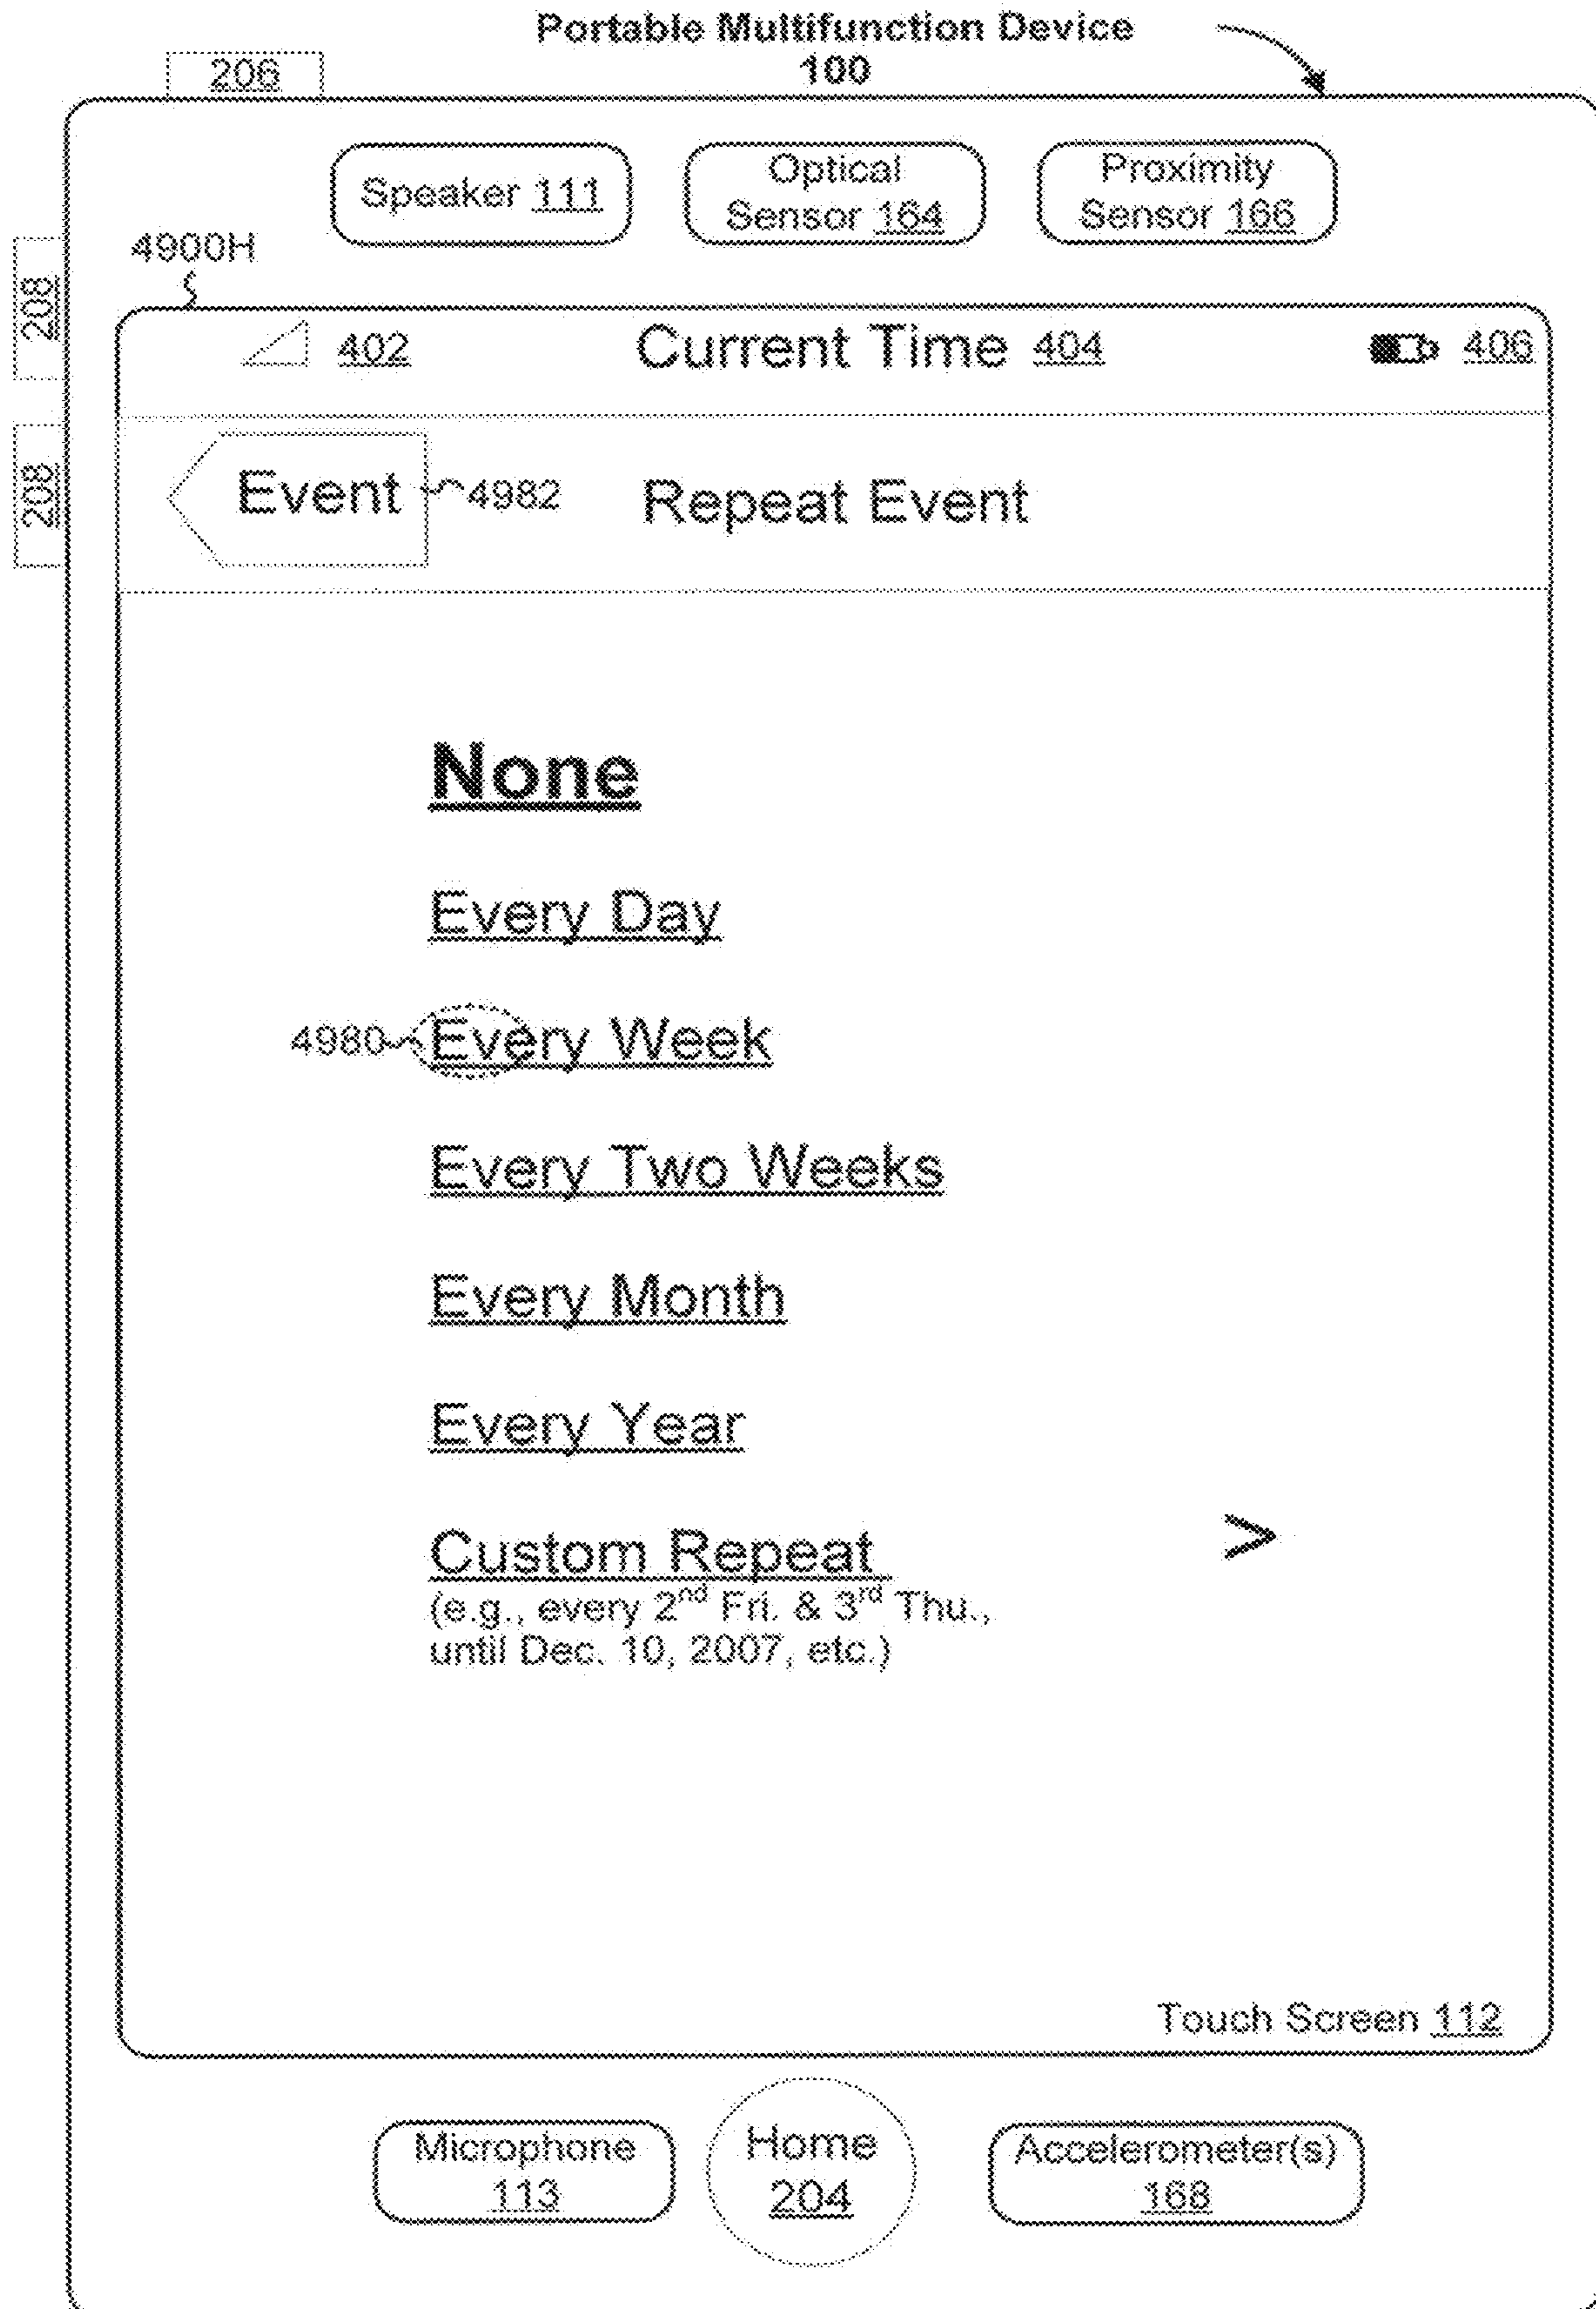 Portable Multifunction Device
100
206
Speaker 111
Optical
Sensor 164
Proximity
Sensor 166
4900H
208
402
Current Time 404
406
208
Event
4982
Repeat Event
None
Every Day
4980
Every Week
Every Two Weeks
Every Month
Every Year
Custom Repeat
>
(e.g., every 2nd Fri. & 3rd Thu.,
until Dec. 10, 2007, etc.)
Touch Screen 112
Microphone
113
Home
204
Accelerometer(s)
168